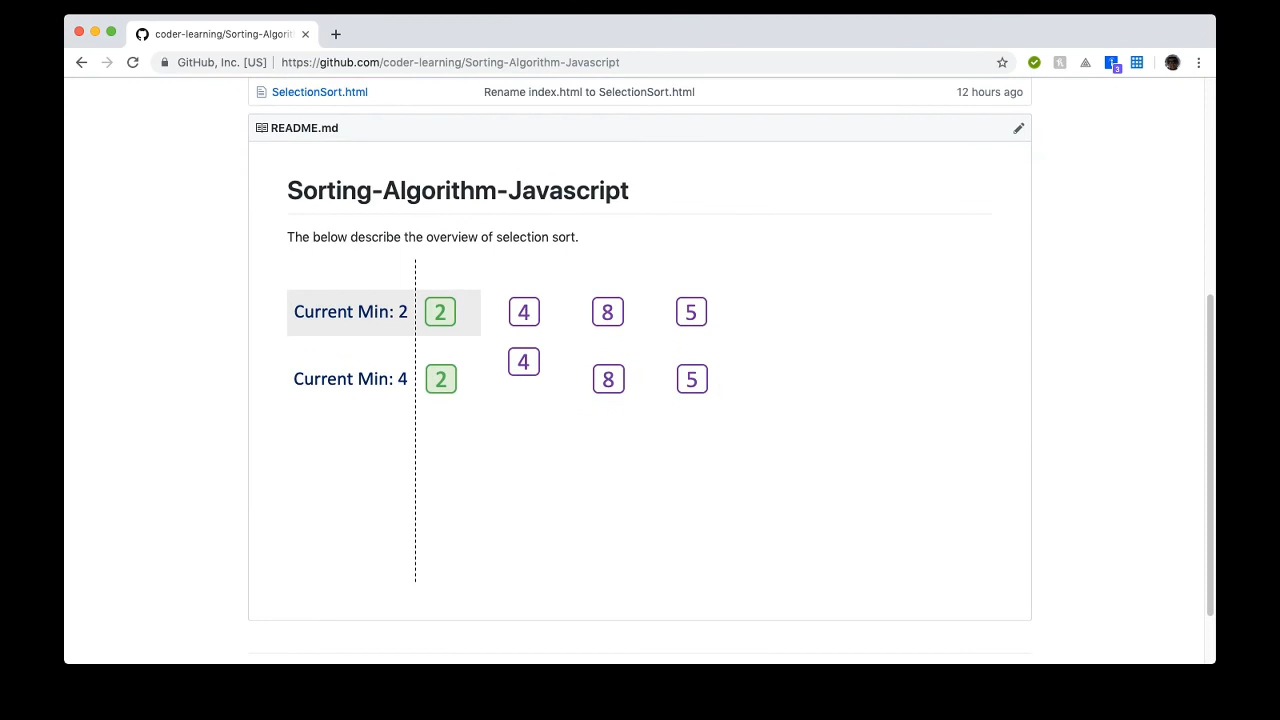 coder-learning/Sorting-Algorit
GitHub, Inc. [US] https://github.com/coder-learning/Sorting-Algorithm-Javascript
3
SelectionSort.html Rename index.html to SelectionSort.html 12 hours ago
README.md
Sorting-Algorithm-Javascript
The below describe the overview of selection sort.
Current Min: 2 2 4 8 5
Current Min: 4 2 4 8 5